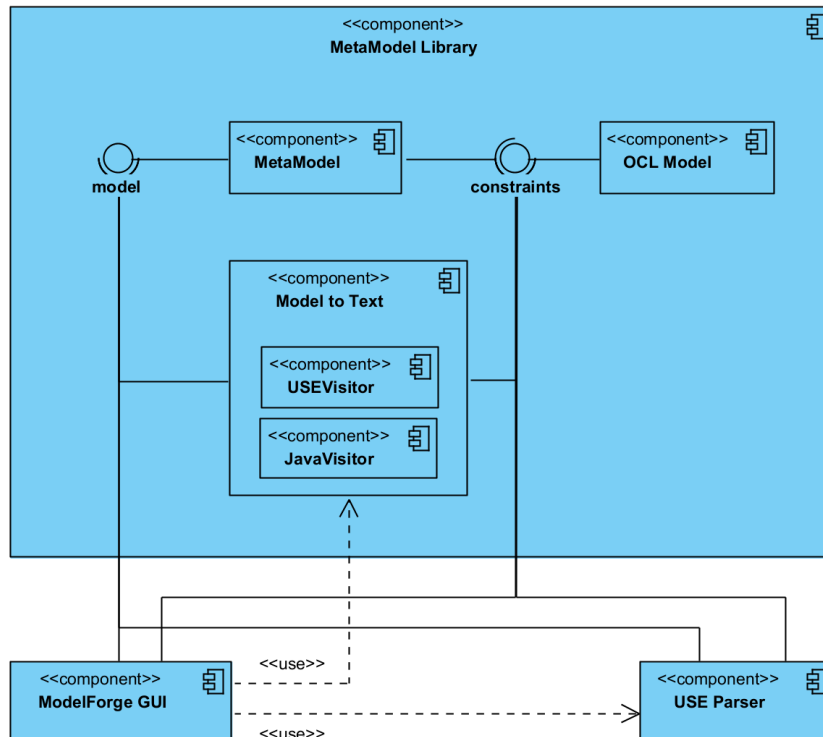 <<component>>
MetaModel Library
<<component>>
MetaModel
<<component>>
OCL Model
model
constraints
<<component>>
Model to Text
<<component>>
USEVisitor
<<component>>
JavaVisitor
<<use>>
<<component>>
ModelForge GUI
<<component>>
USE Parser
<<use>>